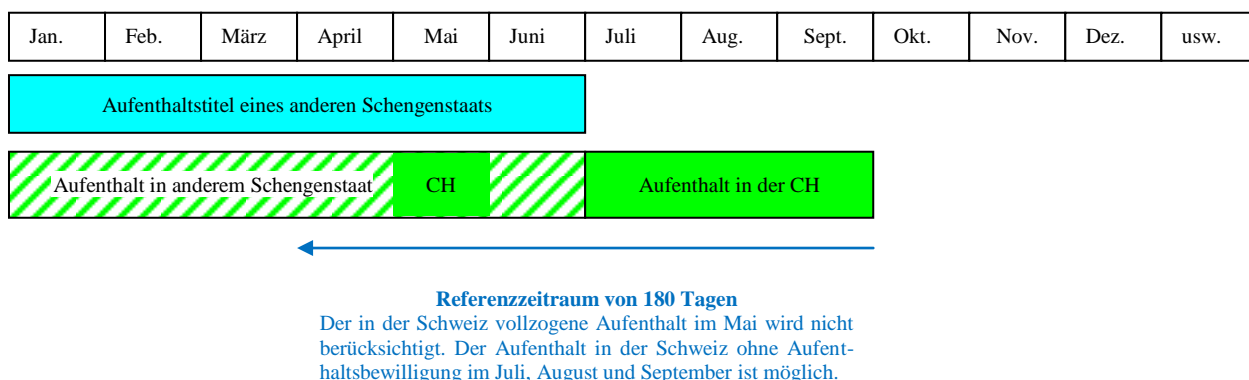 Jan. Feb. März April Mai Juni Juli Aug. Sept. Okt. Nov. Dez. usw.
Aufenthaltstitel eines anderen Schengenstaats
Aufenthalt in anderem Schengenstaat CH Aufenthalt in der CH
Referenzzeitraum von 180 Tagen
Der in der Schweiz vollzogene Aufenthalt im Mai wird nicht
berücksichtigt. Der Aufenthalt in der Schweiz ohne Aufent-
haltsbewilligung im Juli, August und September ist möglich.